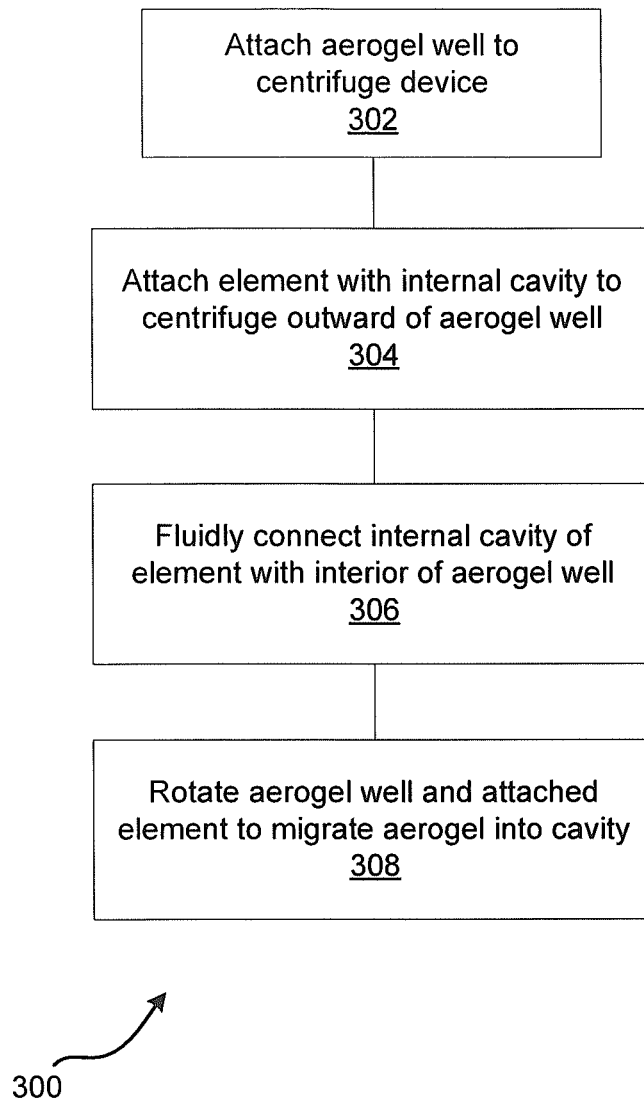 Attach aerogel well to
centrifuge device
302
Attach element with internal cavity to
centrifuge outward of aerogel well
304
Fluidly connect internal cavity of
element with interior of aerogel well
306
Rotate aerogel well and attached
element to migrate aerogel into cavity
308
300